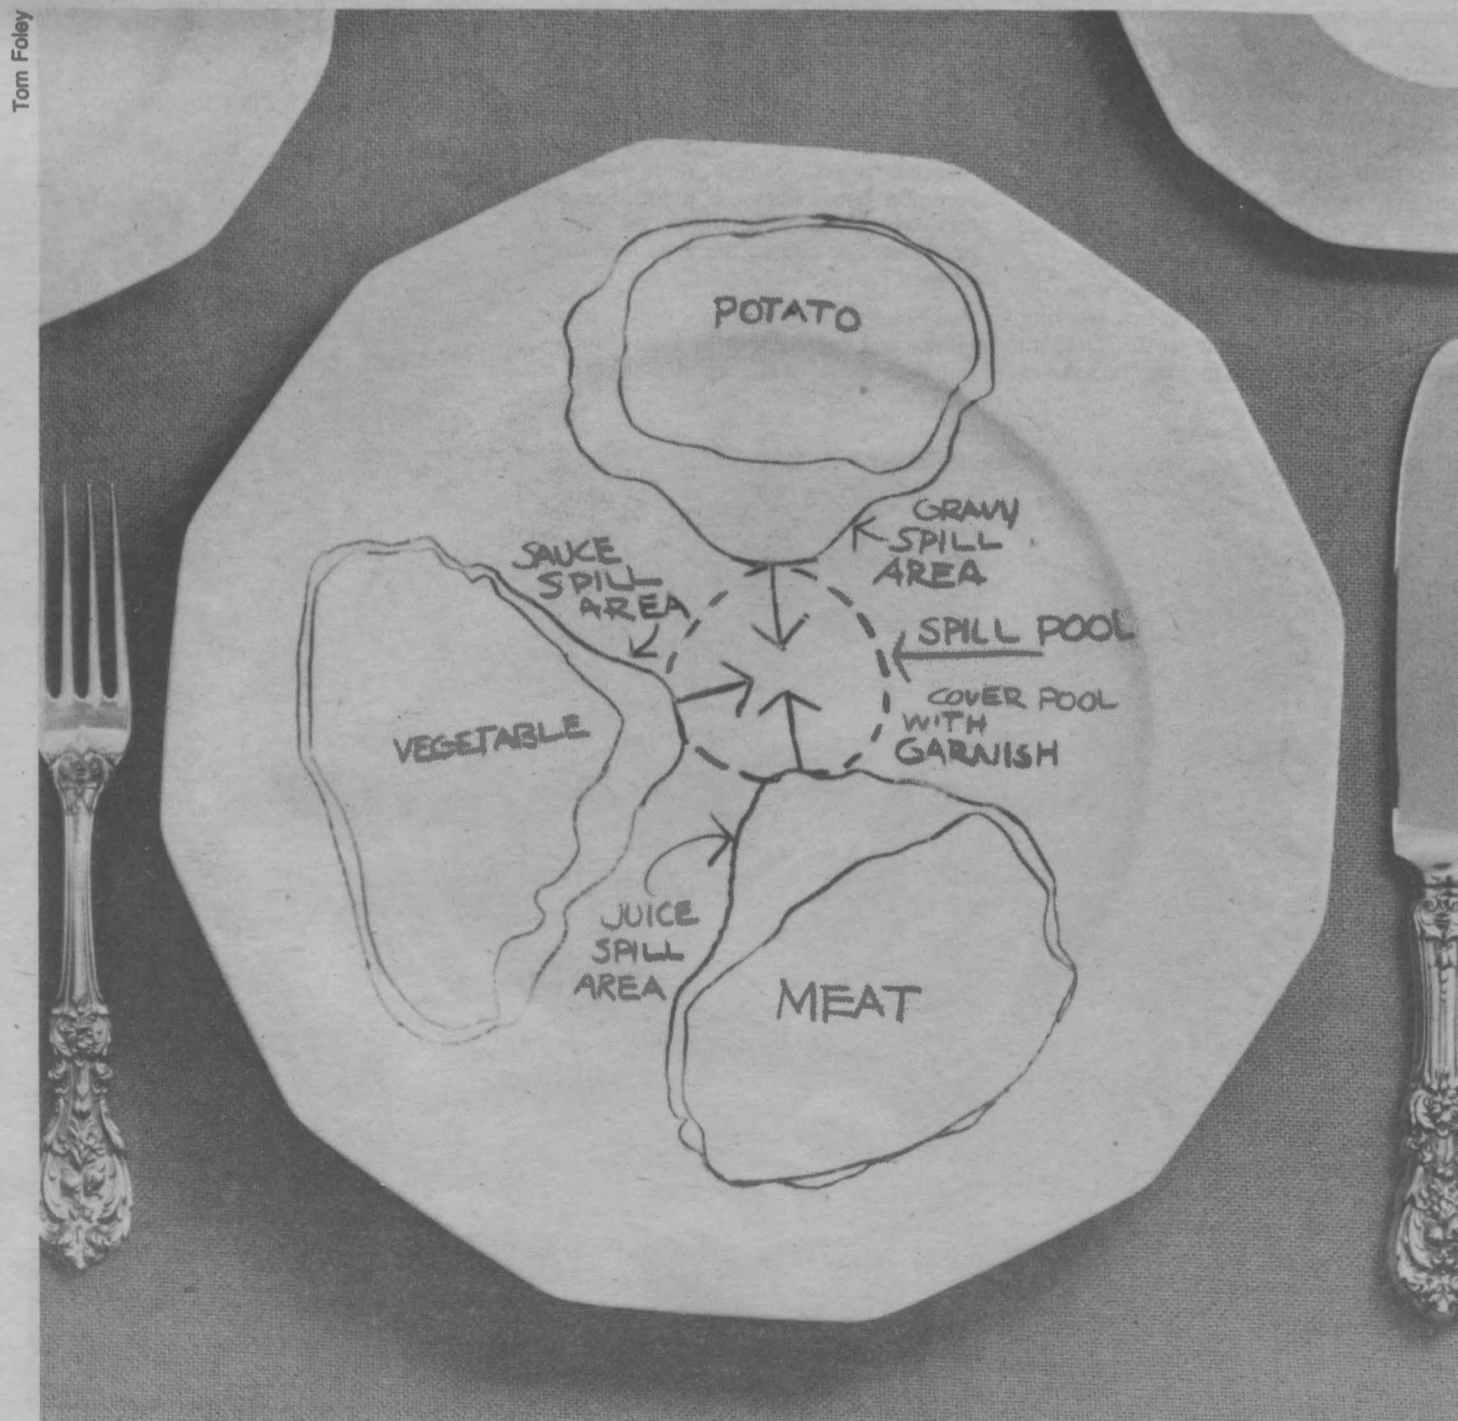 Tom Foley
POTATO
GRAVY
SPILL
AREA
SAUCE
SPILL
AREA
SPILL POOL
COVER POOL
WITH
GARNISH
VEGETABLE
JUICE
SPILL
AREA
MEAT